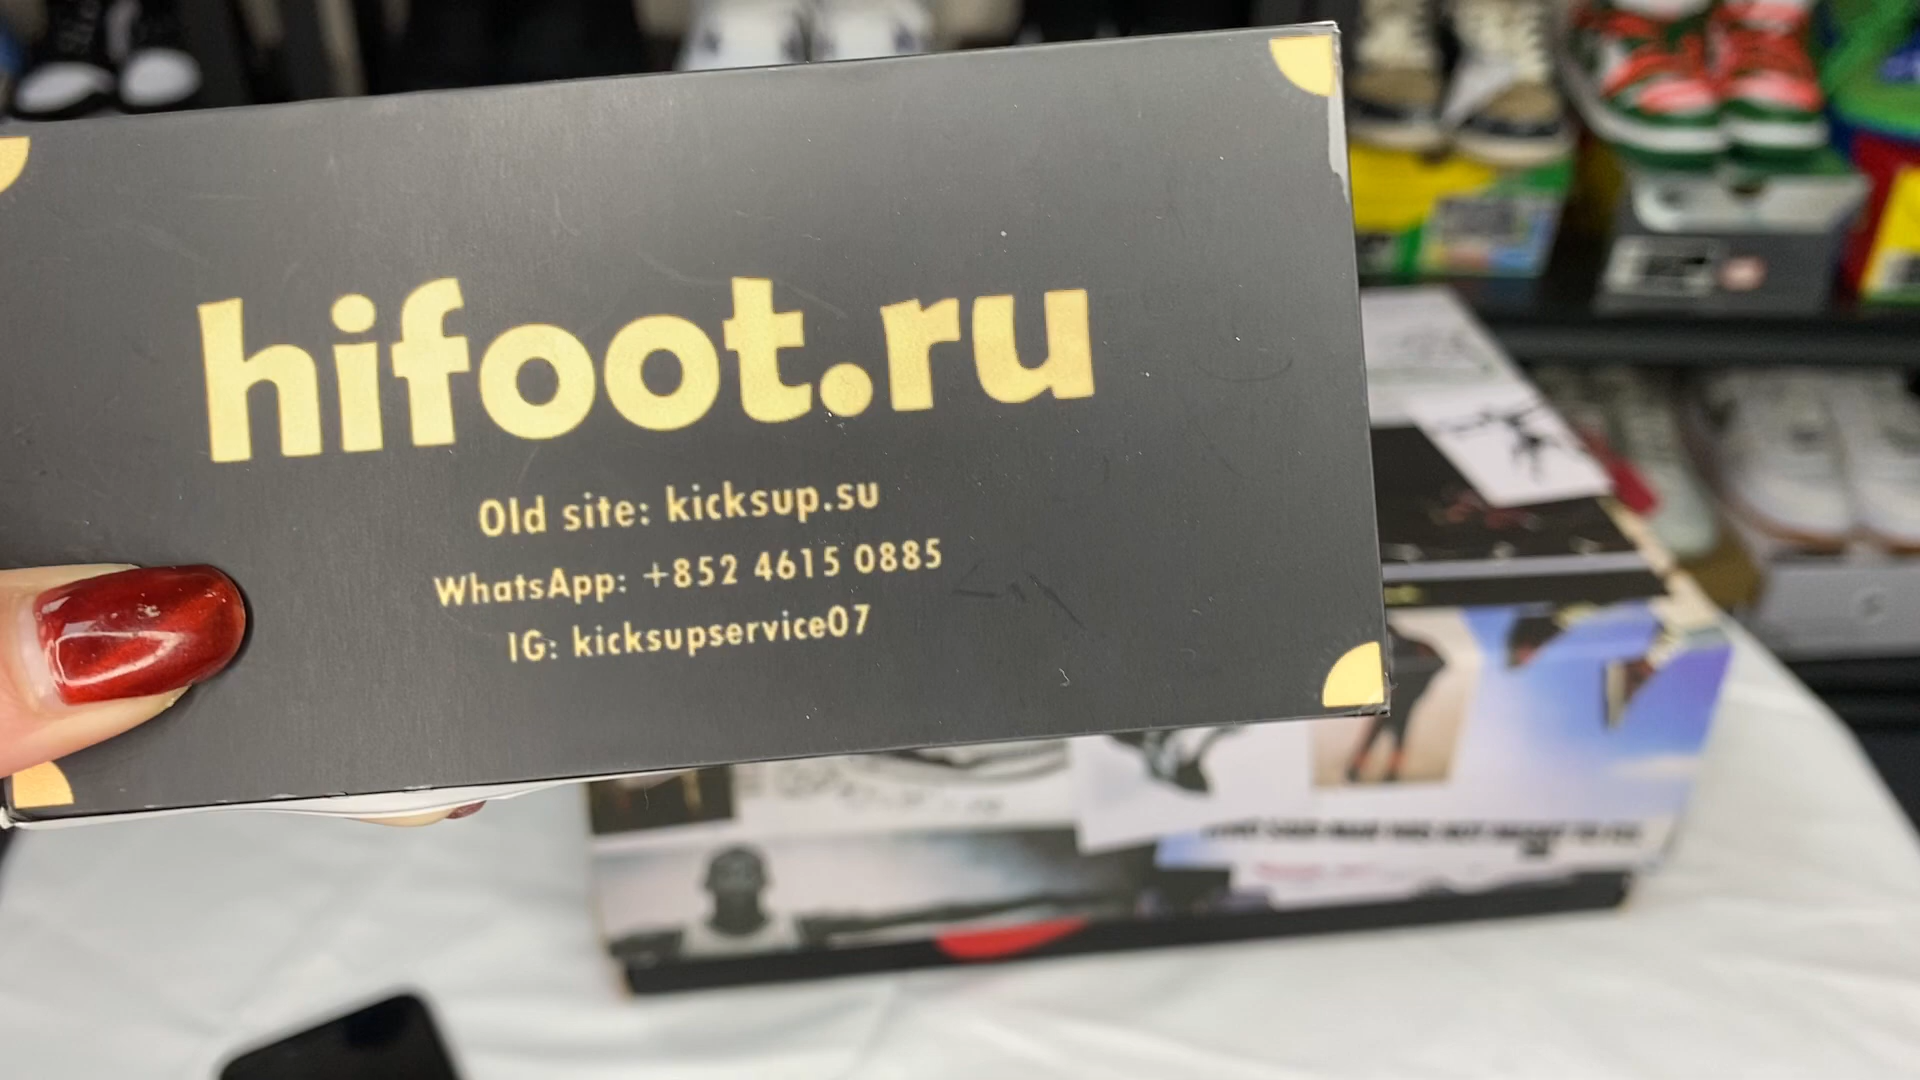 hifoot.ru
Old site: kicksup.su
WhatsApp: +852 4615 0885
IG: kicksupservice07